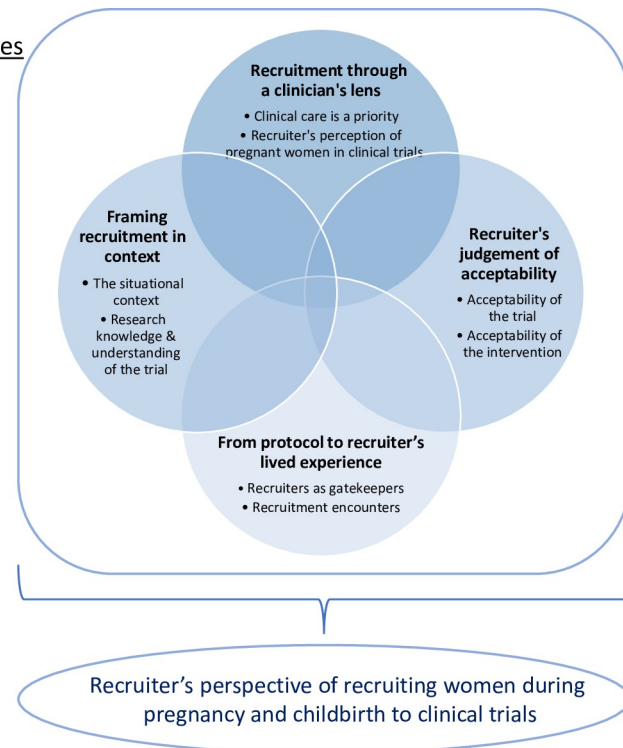 es
Recruitment through
a clinician's lens
• Clinical care is a priority
• Recruiter's perception of
pregnant women in clinical trials
Framing
recruitment in
context
• The situational
context
• Research
knowledge &
understanding
of the trial
Recruiter's
judgement of
acceptability
• Acceptability of
the trial
• Acceptability of
the intervention
From protocol to recruiter’s
lived experience
• Recruiters as gatekeepers
• Recruitment encounters
Recruiter’s perspective of recruiting women during
pregnancy and childbirth to clinical trials